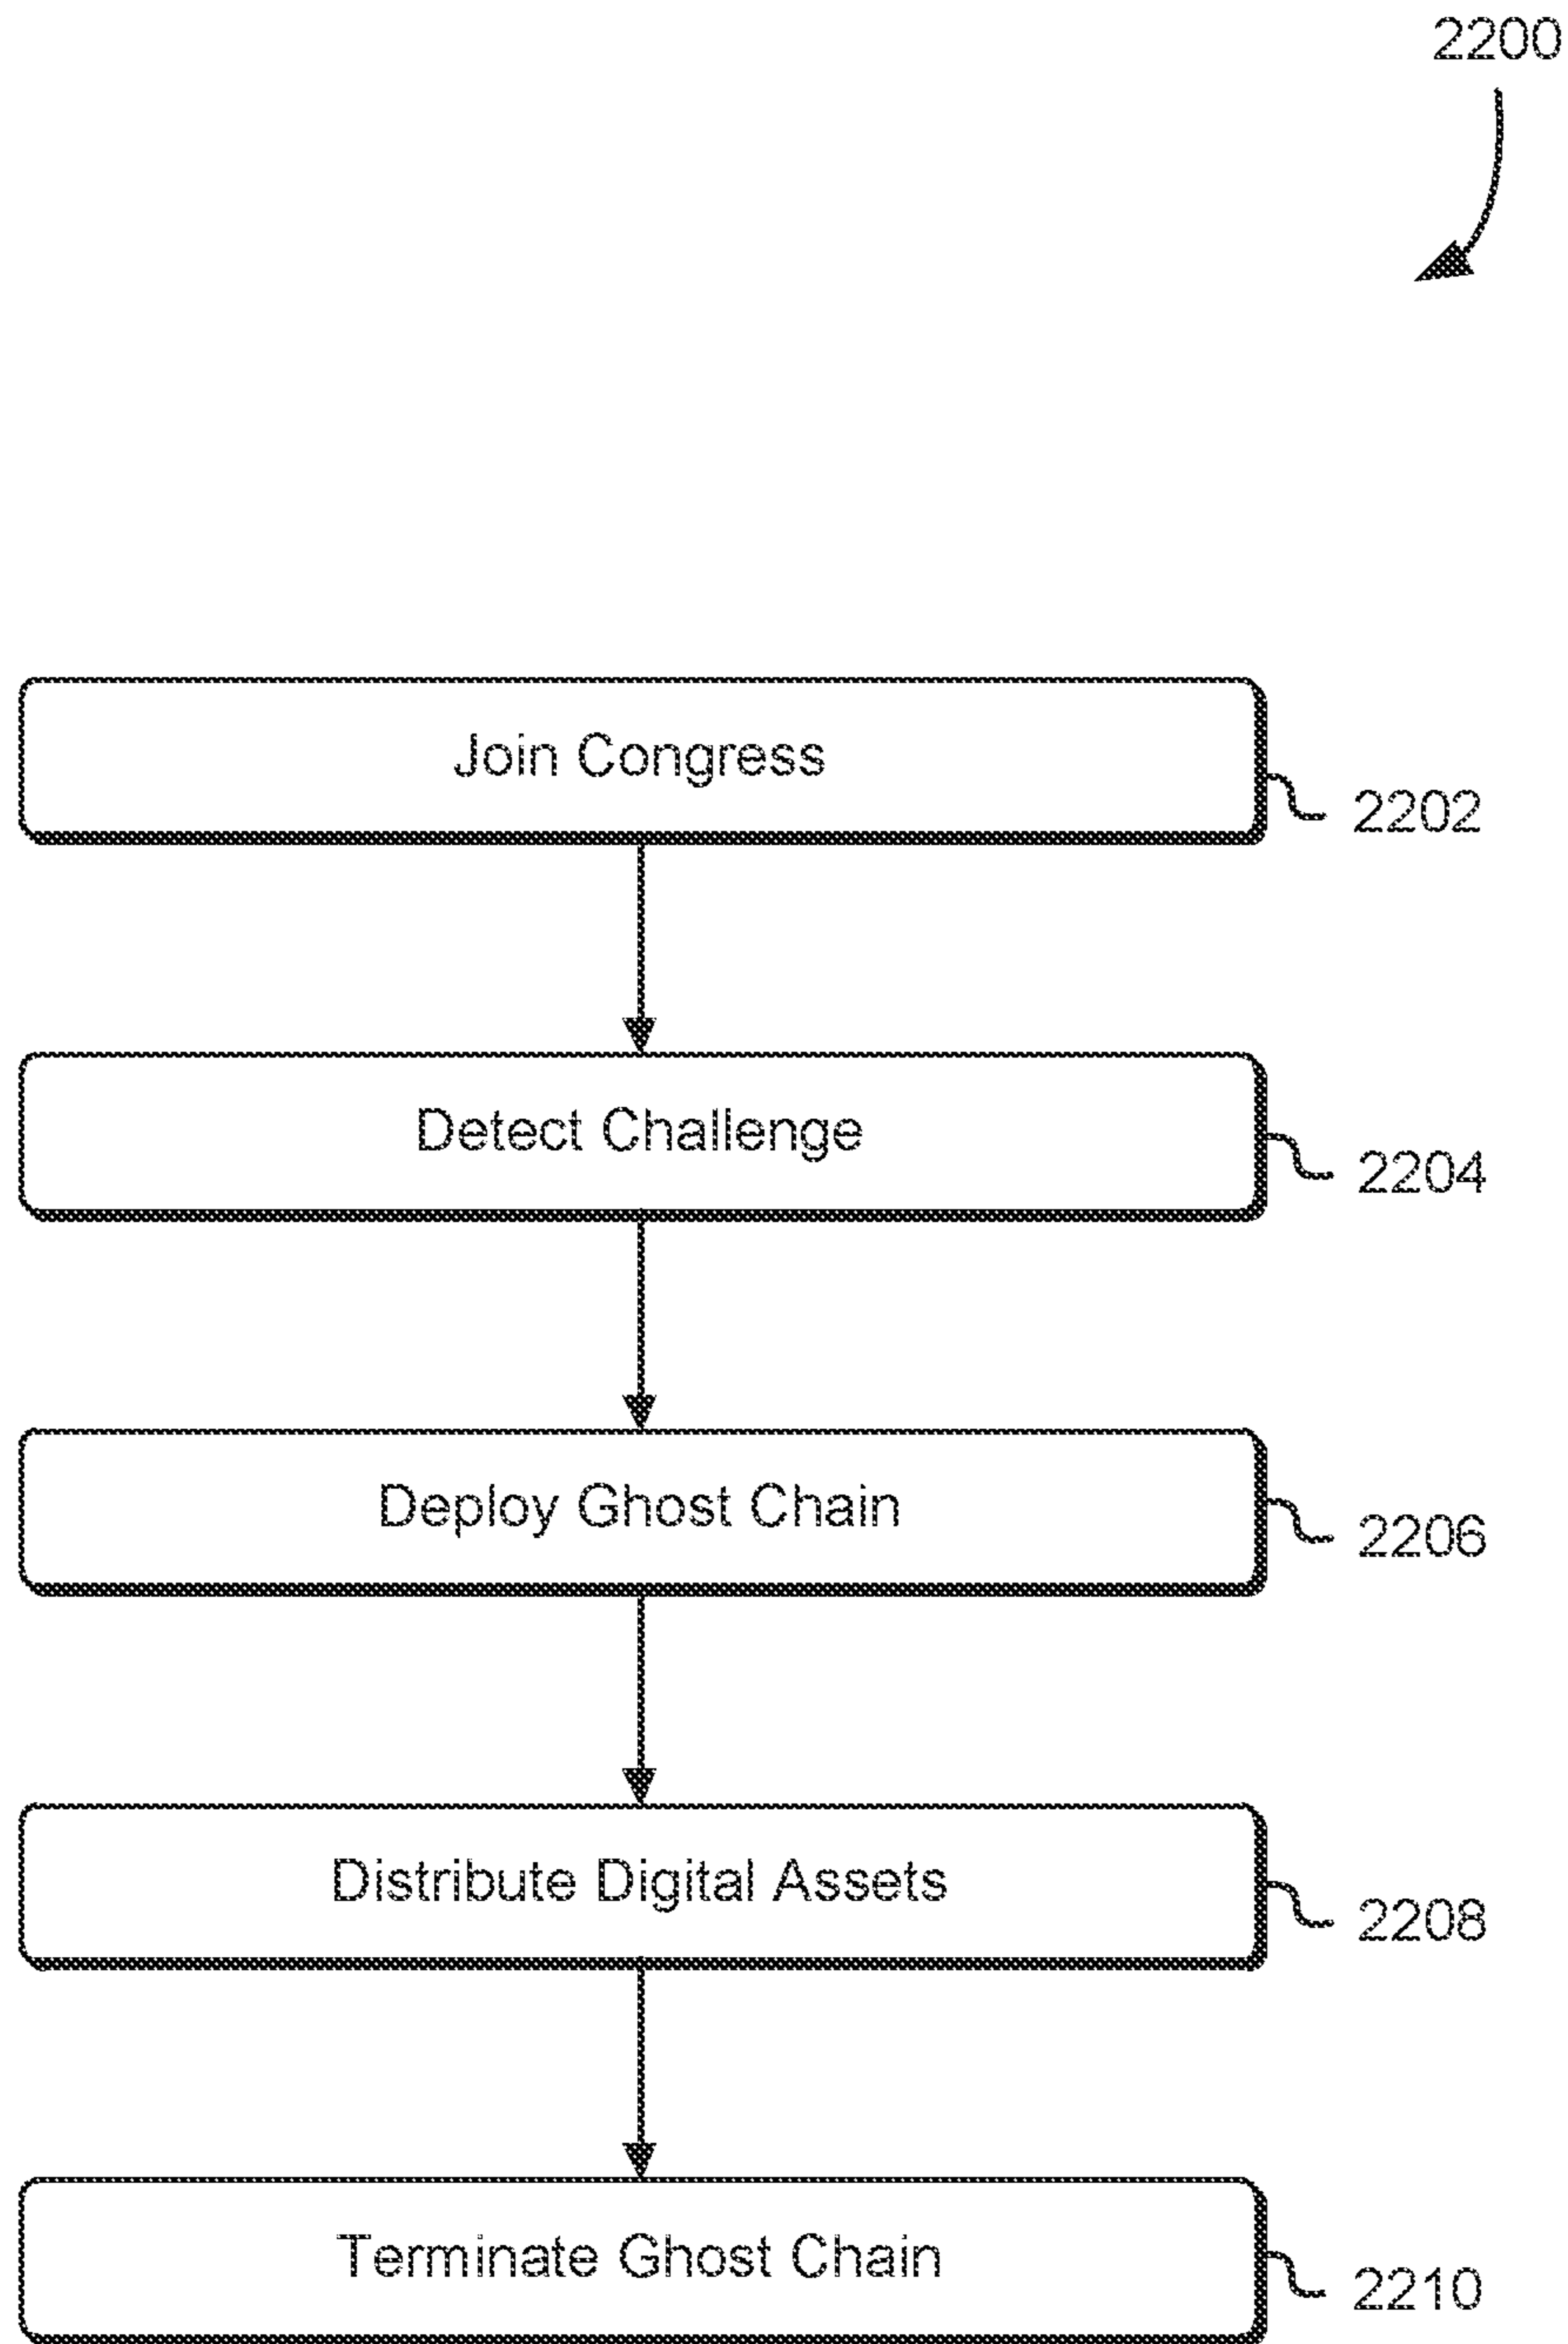 2200
Join Congress
2202
Detect Challenge
2204
Deploy Ghost Chain
2206
Distribute Digital Assets
2208
Terminate Ghost Chain
2210